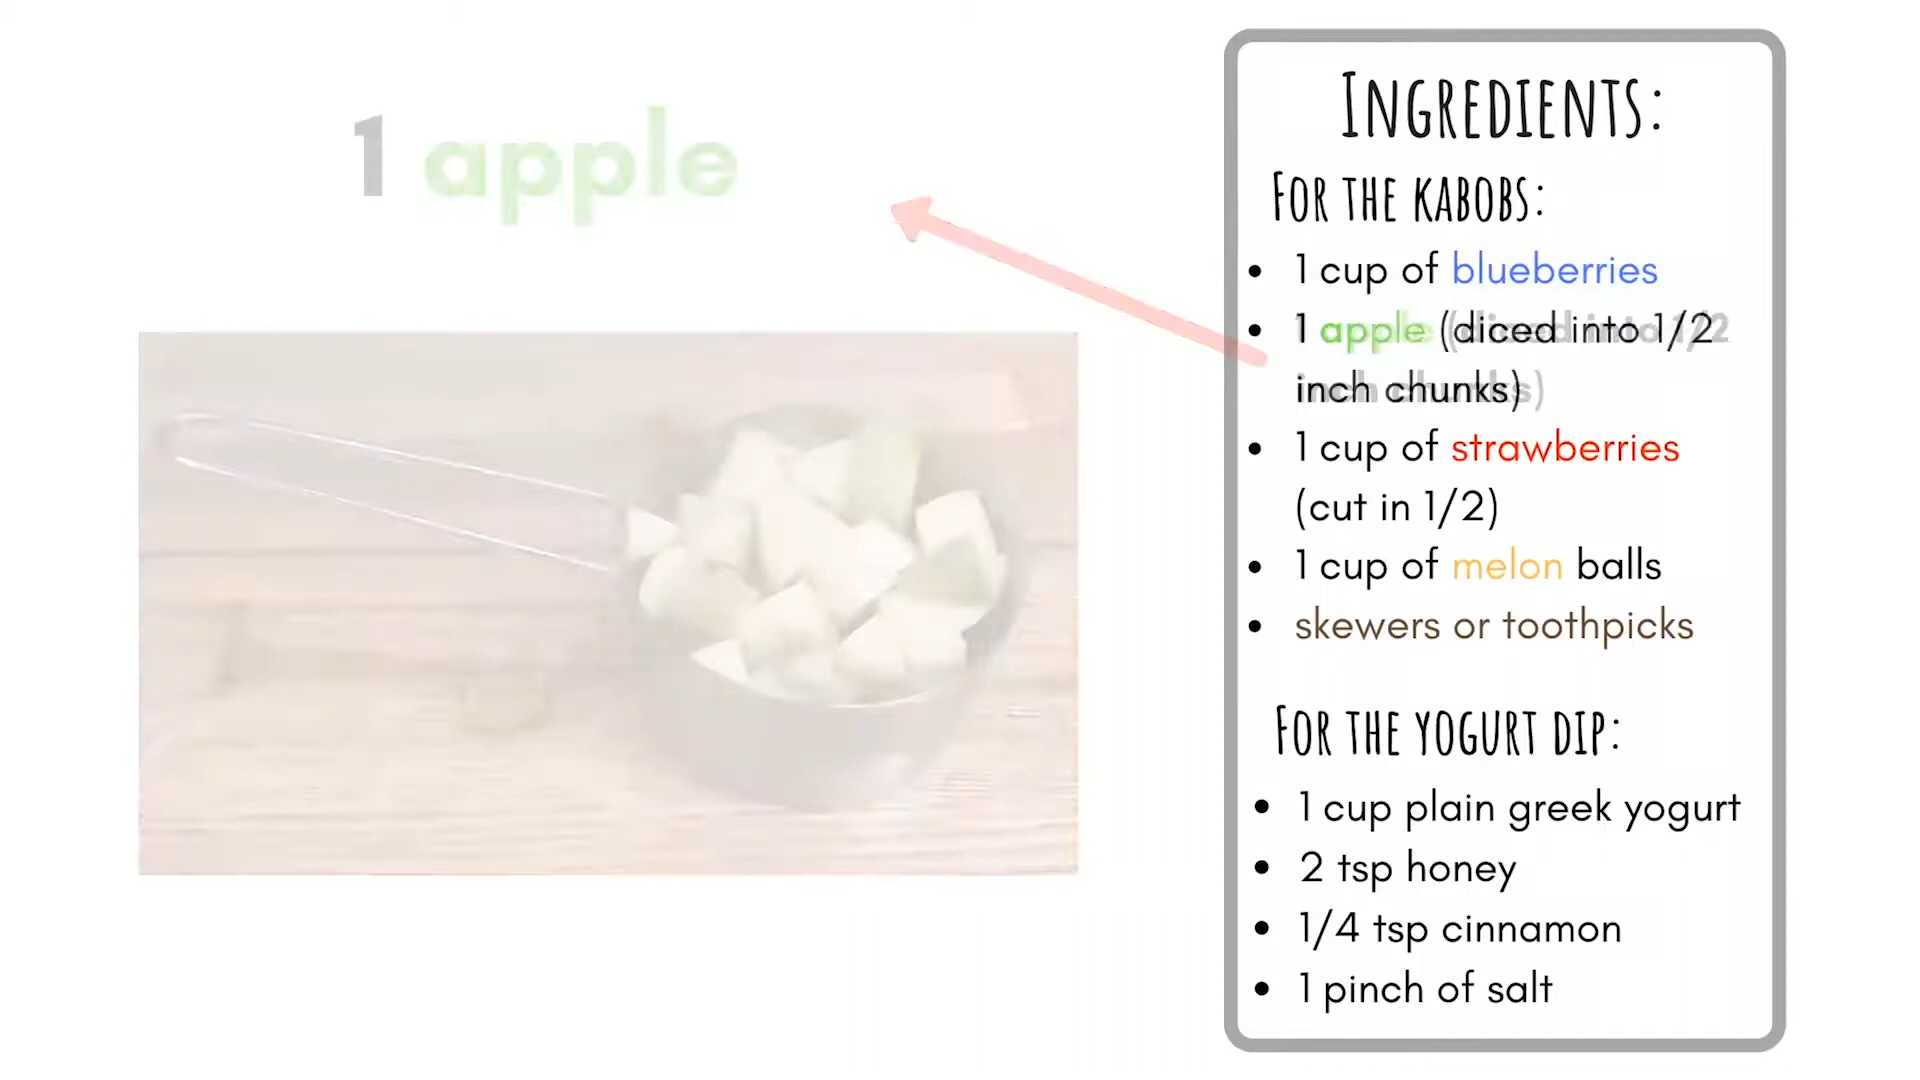 1 apple
INGREDIENTS:
FOR THE KABOBS:
• 1 cup of blueberries
• 1 apple (diced into 1/2
inch chunks)
• 1 cup of strawberries
(cut in 1/2)
• 1 cup of melon balls
• skewers or toothpicks
FOR THE YOGURT DIP:
• 1 cup plain greek yogurt
• 2 tsp honey
• 1/4 tsp cinnamon
• 1 pinch of salt